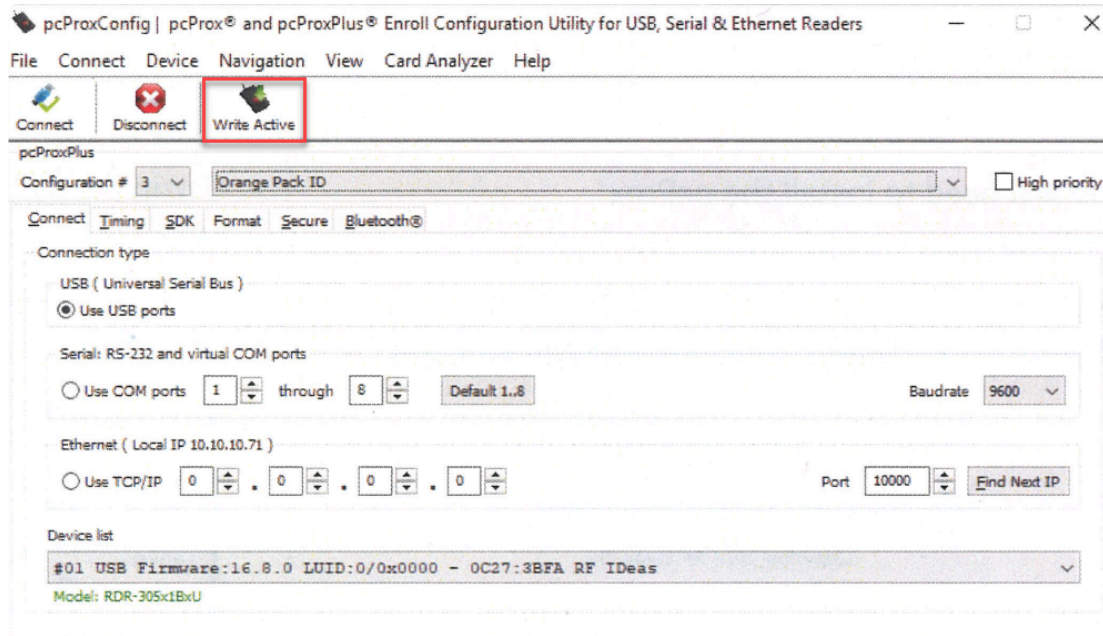 pcProxConfig | pcProx® and pcProxPlus® Enroll Configuration Utility for USB, Serial & Ethernet Readers
File Connect Device Navigation View Card Analyzer Help
Connect Disconnect Write Active
pcProxPlus
Configuration # 3 Orange Pack ID High priority
Connect Timing SDK Format Secure Bluetooth®
Connection type
USB ( Universal Serial Bus )
Use USB ports
Serial: RS-232 and virtual COM ports
Use COM ports 1 through 8 Default 1..8 Baudrate 9600
Ethernet ( Local IP 10.10.10.71 )
Use TCP/IP 0 . 0 . 0 . 0 Port 10000 Find Next IP
Device list
#01 USB Firmware:16.8.0 LUID:0/0x0000 - 0C27:3BFA RF IDeas
Model: RDR-305x1BxU